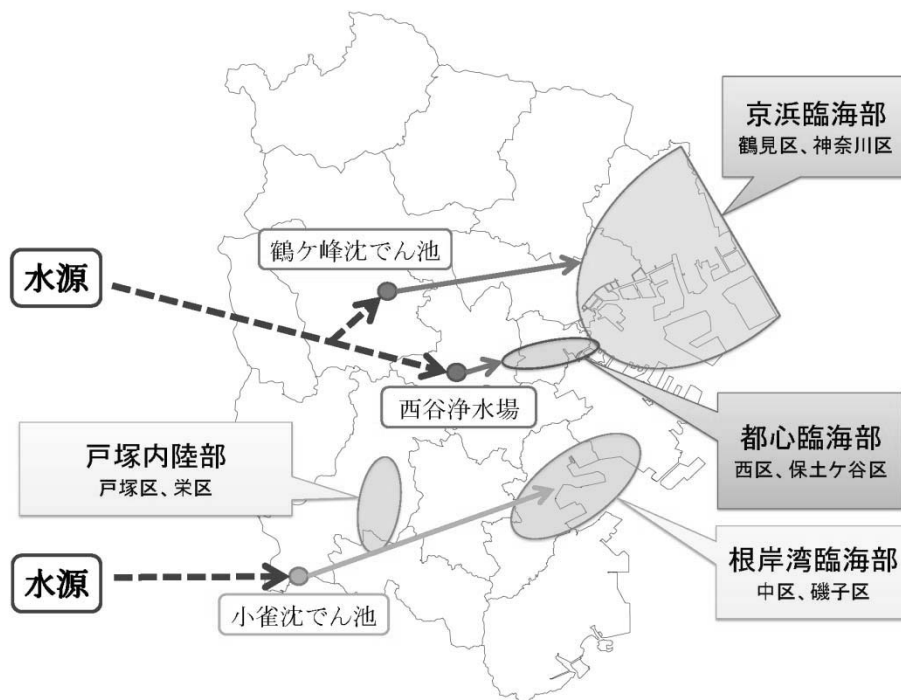 京浜臨海部
鶴見区、神奈川区
鶴ケ峰沈でん池
水源
西谷浄水場
都心臨海部
西区、保土ケ谷区
戸塚内陸部
戸塚区、栄区
根岸湾臨海部
中区、磯子区
水源
小雀沈でん池